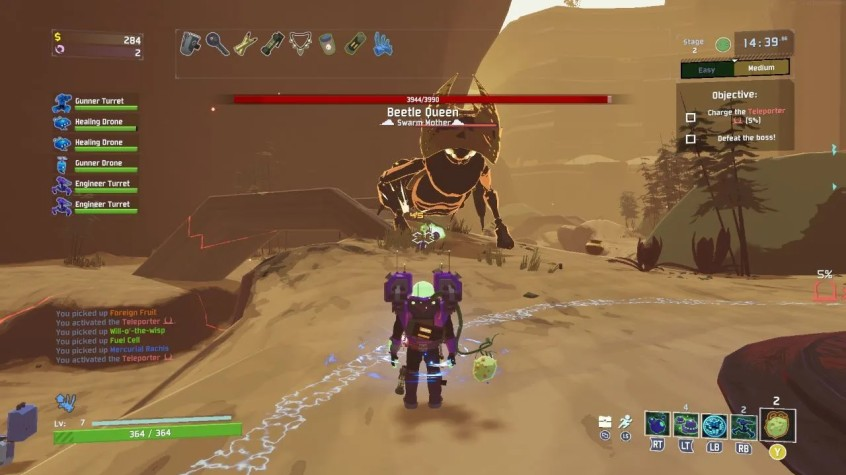 $ 284
2
Stage 2
14:39
Easy Medium
Objective:
Charge the Teleporter (5%)
Defeat the boss!
3944/3990
Beetle Queen
Swarm Mother
Gunner Turret
Healing Drone
Healing Drone
Gunner Drone
Engineer Turret
Engineer Turret
45
5%
You picked up Foreign Fruit
You activated the Teleporter
You picked up Will-o'-the-wisp
You picked up Fuel Cell
You picked up Mercurial Rachis
You activated the Teleporter
Lv: 7
364 / 364
4 2 2
LS RT LT LB RB Y